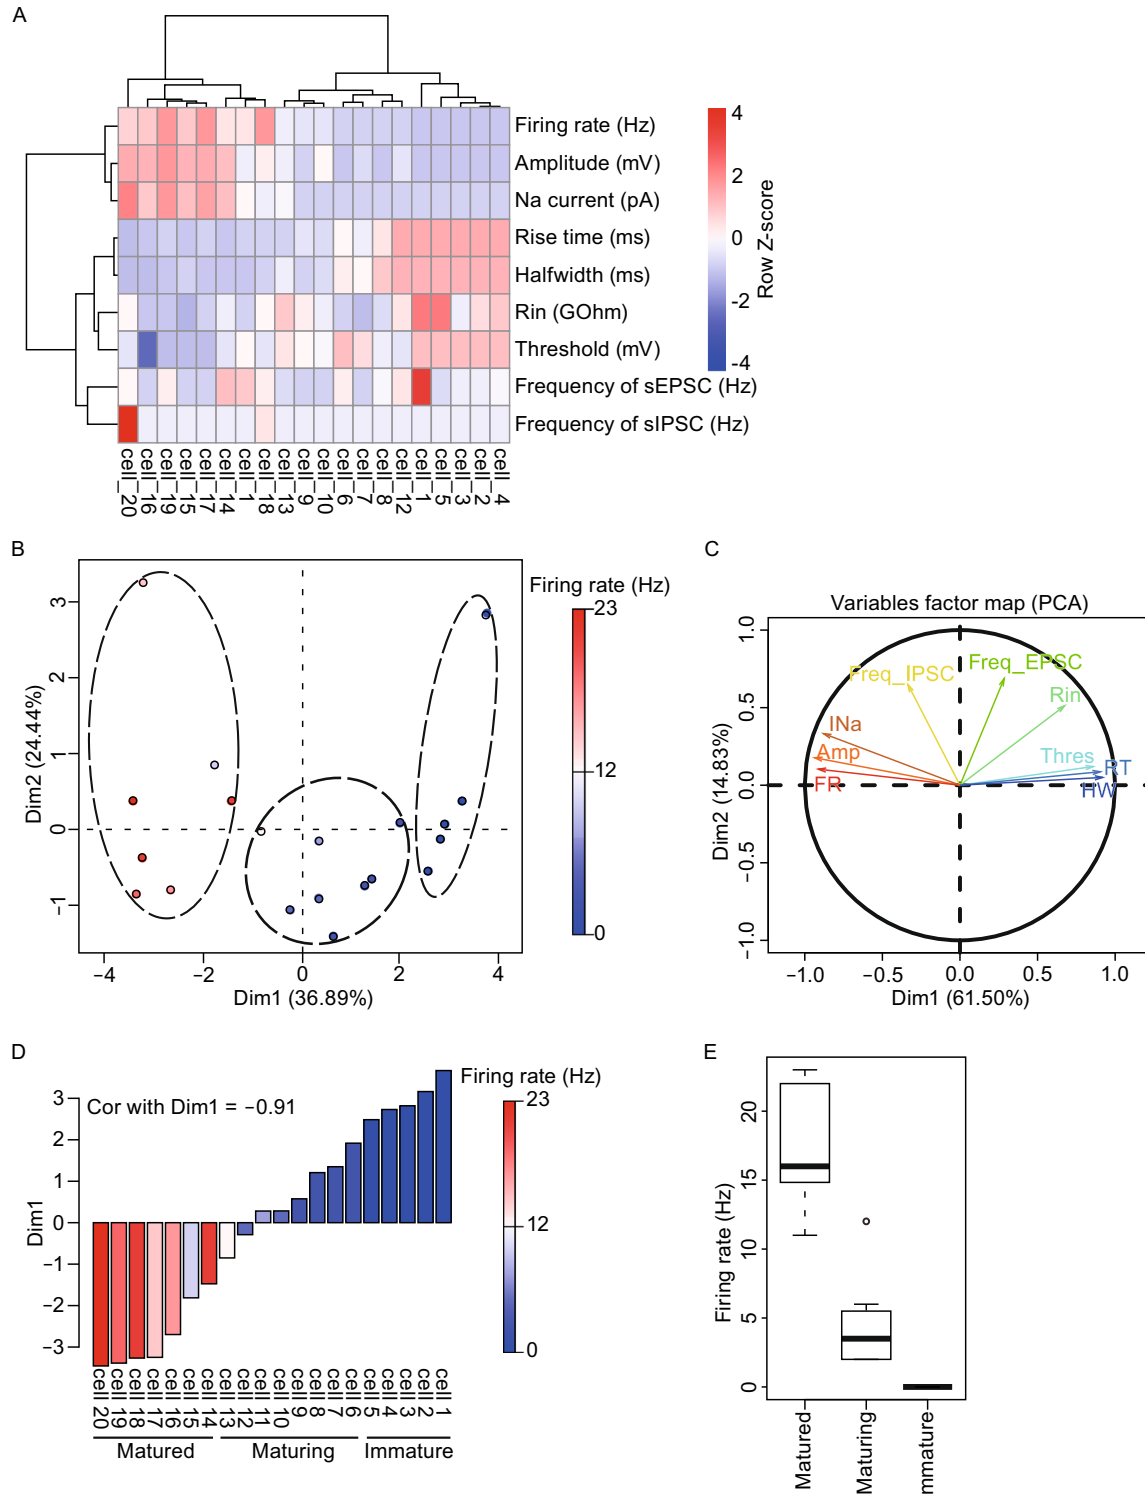 A
Firing rate (Hz)
Amplitude (mV)
Na current (pA)
Rise time (ms)
Halfwidth (ms)
Rin (GOhm)
Threshold (mV)
Frequency of sEPSC (Hz)
Frequency of sIPSC (Hz)
4
2
0
-2
-4
Row Z-score
cell_20
cell_16
cell_19
cell_15
cell_17
cell_14
cell_1
cell_18
cell_13
cell_9
cell_10
cell_6
cell_7
cell_8
cell_12
cell_1
cell_5
cell_3
cell_2
cell_4
B
Dim2 (24.44%)
3
2
1
0
−1
−4
−2
0
2
4
Dim1 (36.89%)
Firing rate (Hz)
23
12
0
C
Variables factor map (PCA)
Dim2 (14.83%)
1.0
0.5
0.0
−0.5
−1.0
Freq_IPSC
Freq_EPSC
Rin
INa
Amp
FR
Thres
RT
HW
−1.0
−0.5
0.0
0.5
1.0
Dim1 (61.50%)
D
Cor with Dim1 = −0.91
Dim1
3
2
1
0
−1
−2
−3
Firing rate (Hz)
23
12
0
cell 20
cell 19
cell 18
cell 17
cell 16
cell 15
cell 14
cell 13
cell 12
cell 11
cell 10
cell 9
cell 8
cell 7
cell 6
cell 5
cell 4
cell 3
cell 2
cell 1
Matured
Maturing
Immature
E
Firing rate (Hz)
20
15
10
5
0
Matured
Maturing
mmature